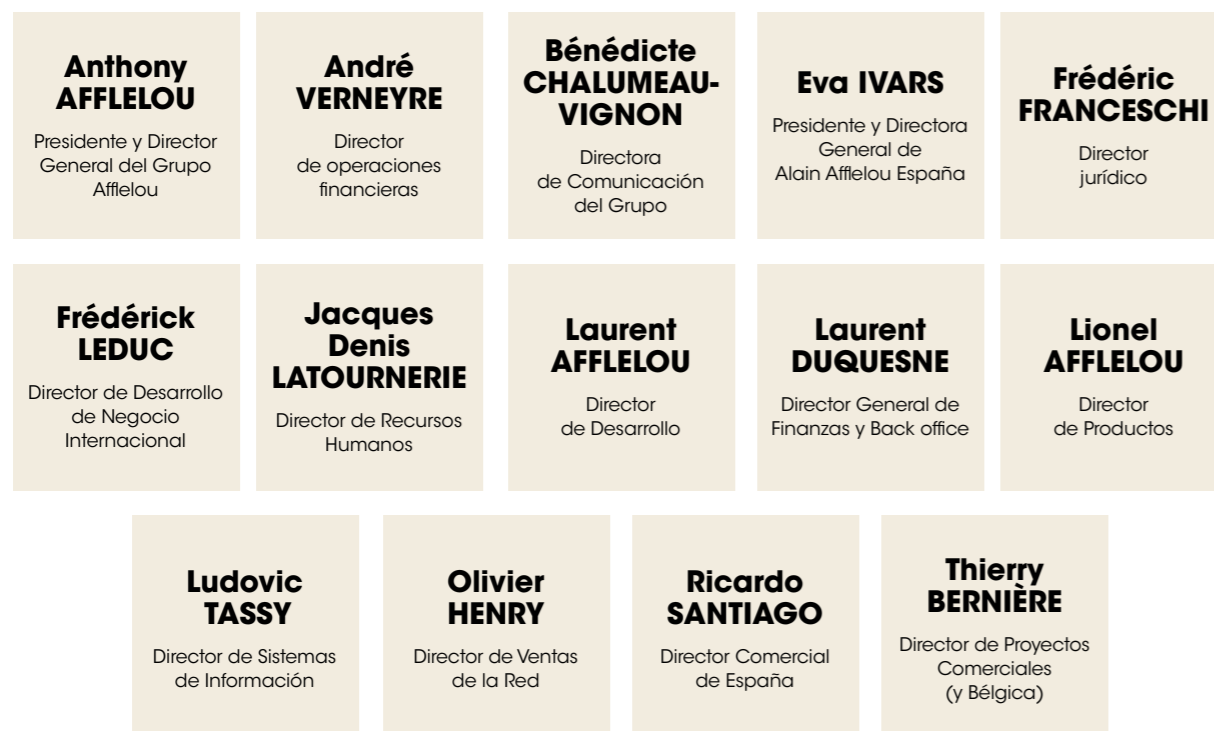 Anthony
AFFLELOU
Presidente y Director
General del Grupo
Afflelou
André
VERNEYRE
Director
de operaciones
financieras
Bénédicte
CHALUMEAU-
VIGNON
Directora
de Comunicación
del Grupo
Eva IVARS
Presidente y Directora
General de
Alain Afflelou España
Frédéric
FRANCESCHI
Director
jurídico
Frédérick
LEDUC
Director de Desarrollo
de Negocio
Internacional
Jacques
Denis
LATOURNERIE
Director de Recursos
Humanos
Laurent
AFFLELOU
Director
de Desarrollo
Laurent
DUQUESNE
Director General de
Finanzas y Back office
Lionel
AFFLELOU
Director
de Productos
Ludovic
TASSY
Director de Sistemas
de Información
Olivier
HENRY
Director de Ventas
de la Red
Ricardo
SANTIAGO
Director Comercial
de España
Thierry
BERNIÈRE
Director de Proyectos
Comerciales
(y Bélgica)